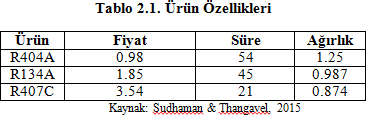 Tablo 2.1. Ürün Özellikleri
Ürün Fiyat Süre Ağırlık
R404A 0.98 54 1.25
R134A 1.85 45 0.987
R407C 3.54 21 0.874
Kaynak: Sudhaman & Thangavel, 2015